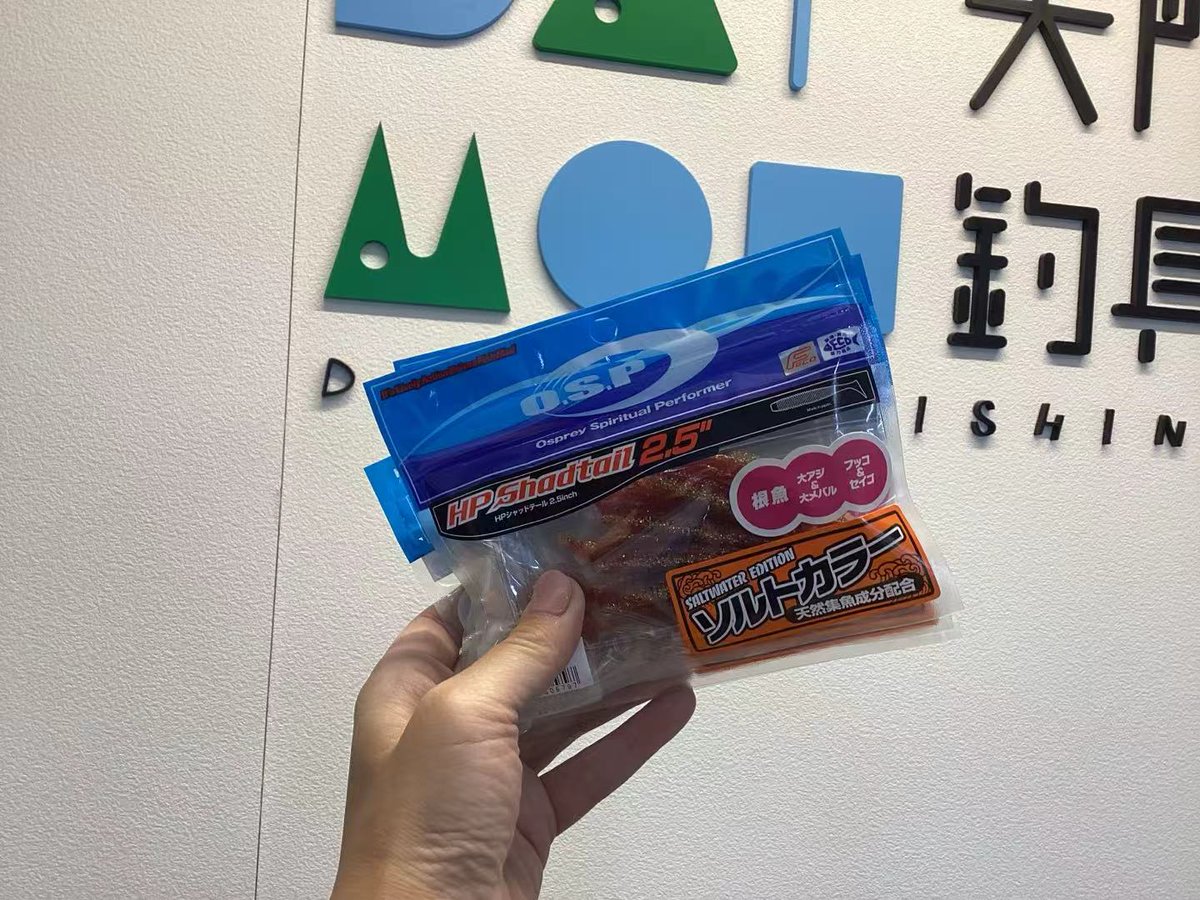 釣具
D
ISHIN
O.S.P
Osprey Spiritual Performer
HP Shadtail 2.5"
HPシャッドテール 2.5inch
根魚
大アジ
&
大メバル
フッコ
&
セイゴ
SALTWATER EDITION
ソルトカラー
天然集魚成分配合